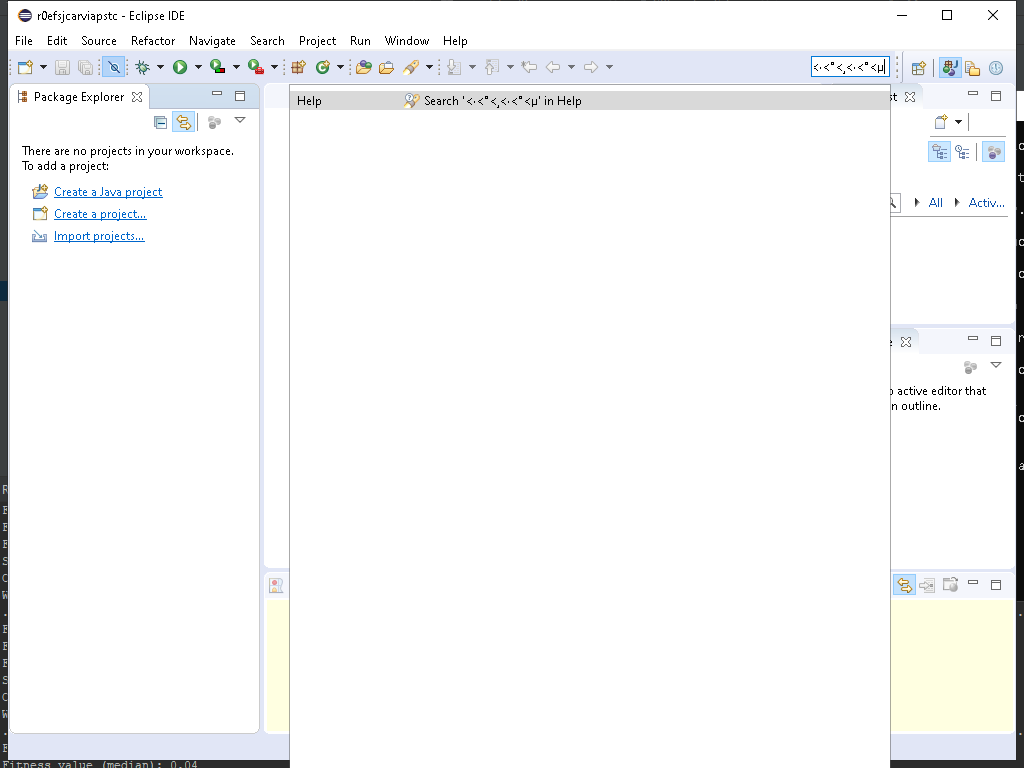 r0efsjcarviapstc - Eclipse IDE
File Edit Source Refactor Navigate Search Project Run Window Help
<·<°<¸<·<°<µ
Package Explorer
Help Search '<·<°<¸<·<°<µ' in Help
There are no projects in your workspace.
To add a project:
Create a Java project
Create a project...
Import projects...
All Activ...
active editor that
outline.
Fitness value (median): 0.04